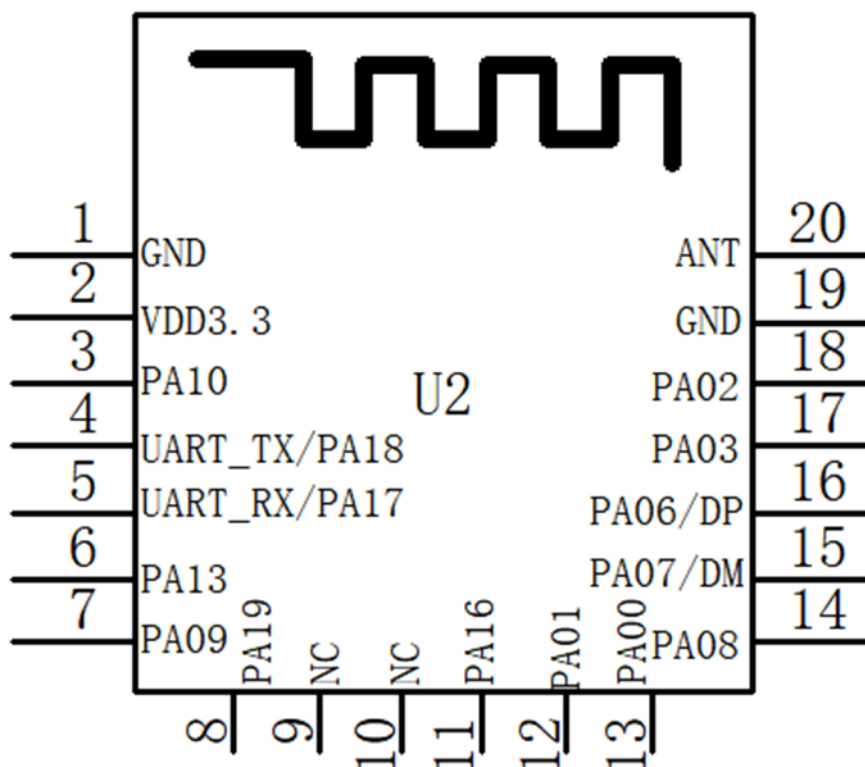 1 GND
2 VDD3.3
3 PA10
4 UART_TX/PA18
5 UART_RX/PA17
6 PA13
7 PA09
U2
20 ANT
19 GND
18 PA02
17 PA03
16 PA06/DP
15 PA07/DM
14 PA08
8 PA19
9 NC
10 NC
11 PA16
12 PA01
13 PA00